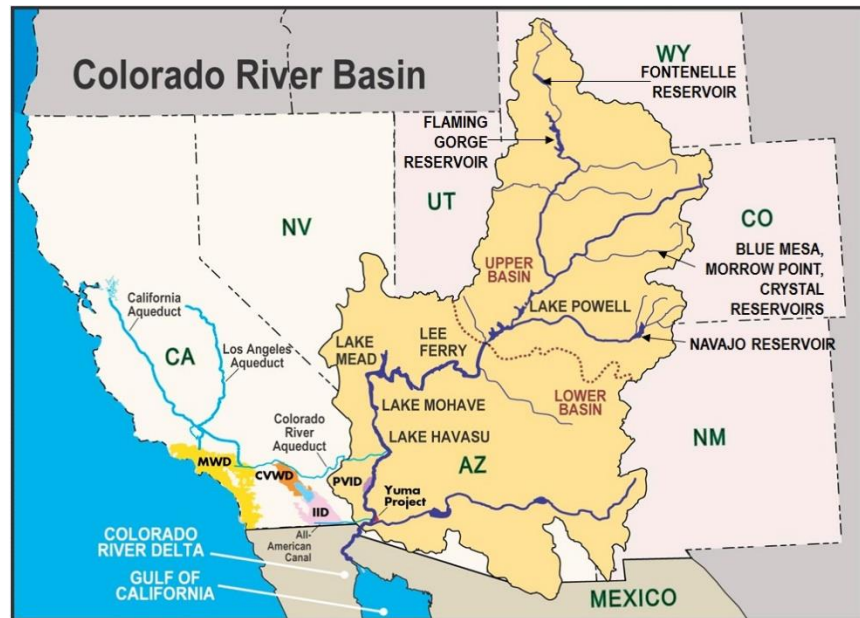 Colorado River Basin
WY
FONTENELLE
RESERVOIR
FLAMING
GORGE
RESERVOIR
UT
NV
CO
BLUE MESA,
MORROW POINT,
CRYSTAL
RESERVOIRS
UPPER
BASIN
California
Aqueduct
LAKE POWELL
LAKE
MEAD
LEE
FERRY
NAVAJO RESERVOIR
CA
Los Angeles
Aqueduct
LOWER
BASIN
LAKE MOHAVE
Colorado
River
Aqueduct
LAKE HAVASU
NM
AZ
MWD
CVWD
PVID
Yuma
Project
IID
All-
American
Canal
COLORADO
RIVER DELTA
GULF OF
CALIFORNIA
MEXICO